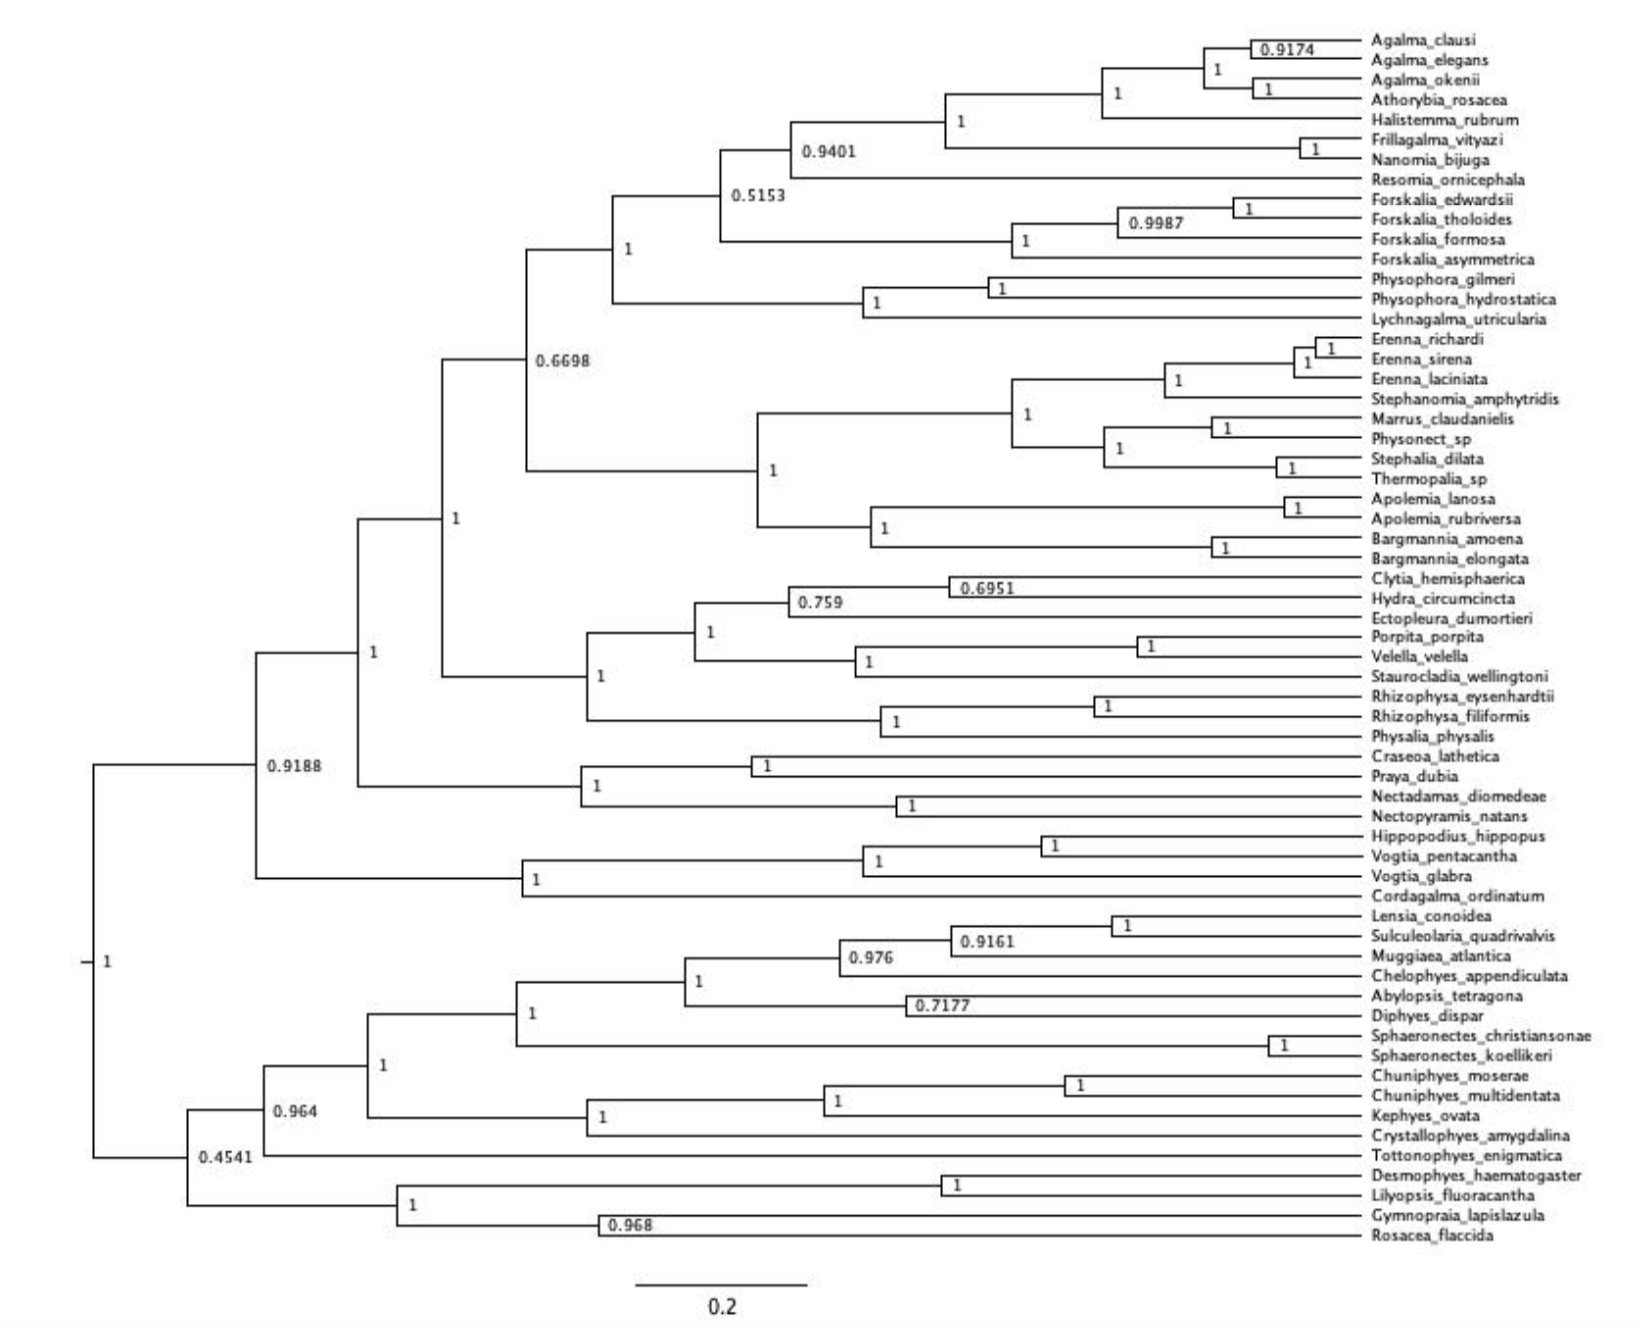 Agalma_clausi
0.9174
Agalma_elegans
1
Agalma_okenii
1
Athorybia_rosacea
1
Halistemma_rubrum
1
Frillagalma_vityazi
1
Nanomia_bijuga
0.9401
Resomia_ornicephala
0.5153
Forskalia_edwardsii
1
Forskalia_tholoides
0.9987
Forskalia_formosa
1
Forskalia_asymmetrica
1
Physophora_gilmeri
1
Physophora_hydrostatica
1
Lychnagalma_utricularia
Erenna_richardi
1
Erenna_sirena
1
0.6698
Erenna_laciniata
1
Stephanomia_amphytridis
1
Marrus_claudanielis
1
Physonect_sp
1
Stephalia_dilata
1
1
Thermopalia_sp
Apolemia_lanosa
1
Apolemia_rubriversa
1
1
Bargmannia_amoena
1
Bargmannia_elongata
Clytia_hemisphaerica
0.6951
Hydra_circumcincta
0.759
Ectopleura_dumortieri
1
Porpita_porpita
1
Velella_velella
1
1
Staurocladia_wellingtoni
1
Rhizophysa_eysenhardtii
1
Rhizophysa_filiformis
1
Physalia_physalis
Craseoa_lathetica
1
0.9188
Praya_dubia
1
Nectadamas_diomedeae
1
Nectopyramis_natans
Hippopodius_hippopus
1
Vogtia_pentacantha
1
Vogtia_glabra
1
Cordagalma_ordinatum
Lensia_conoidea
1
Sulculeolaria_quadrivalvis
0.9161
Muggiaea_atlantica
0.976
1
Chelophyes_appendiculata
1
Abylopsis_tetragona
0.7177
Diphyes_dispar
1
Sphaeronectes_christiansonae
1
Sphaeronectes_koellikeri
1
Chuniphyes_moserae
1
Chuniphyes_multidentata
1
0.964
Kephyes_ovata
1
Crystallophyes_amygdalina
Tottonophyes_enigmatica
0.4541
Desmophyes_haematogaster
1
Lilyopsis_fluoracantha
1
Gymnopraia_lapislazula
0.968
Rosacea_flaccida
0.2